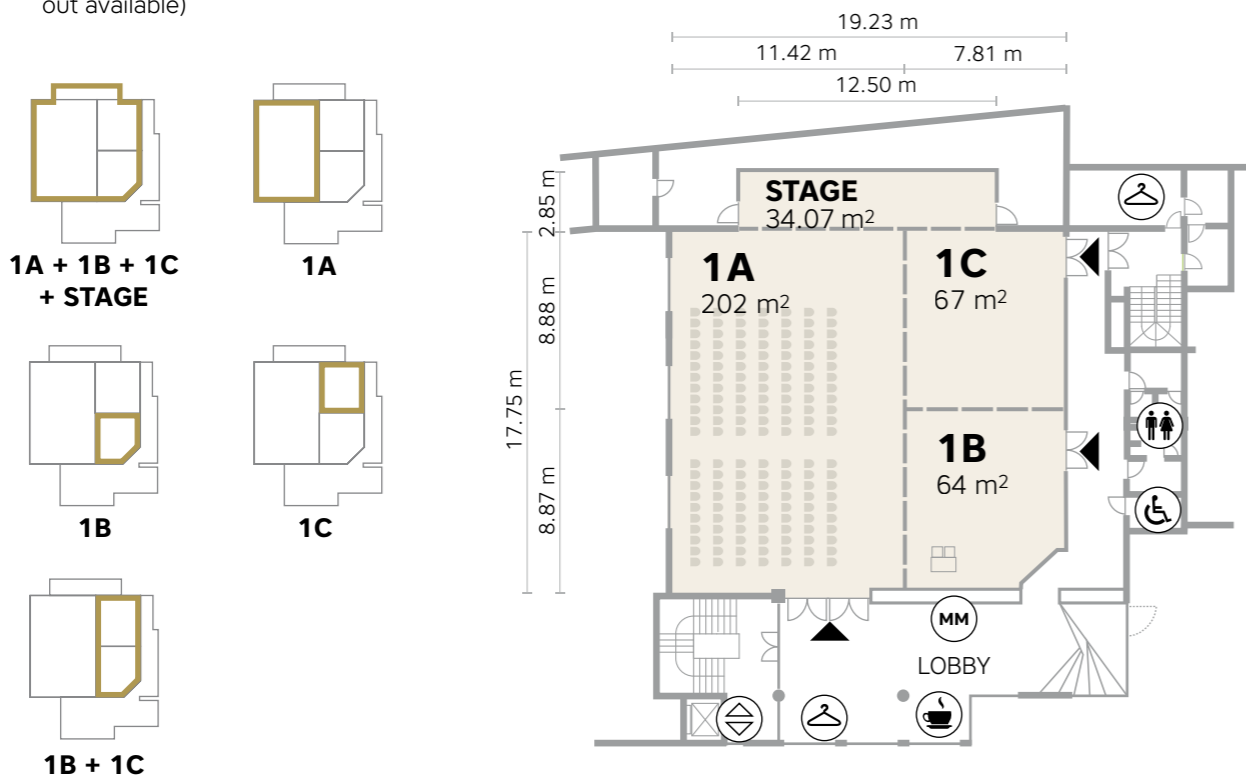 out available)
1A + 1B + 1C
+ STAGE
1A
1B
1C
1B + 1C
19.23 m
11.42 m
7.81 m
12.50 m
2.85 m
17.75 m
8.88 m
8.87 m
STAGE
34.07 m²
1A
202 m²
1C
67 m²
1B
64 m²
MM
LOBBY